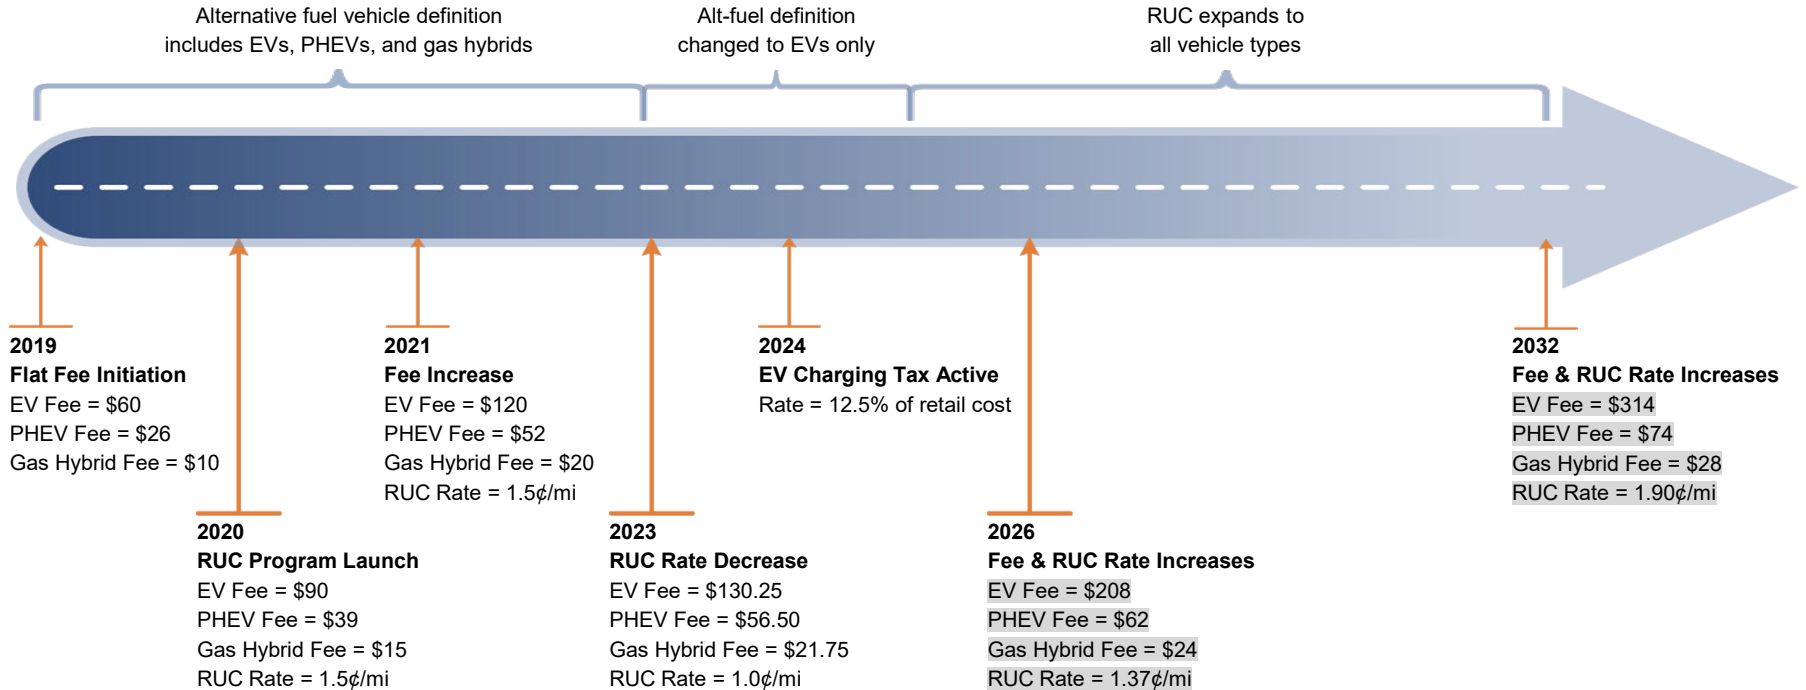 Alternative fuel vehicle definition
includes EVs, PHEVs, and gas hybrids
Alt-fuel definition
changed to EVs only
RUC expands to
all vehicle types
2019
Flat Fee Initiation
EV Fee = $60
PHEV Fee = $26
Gas Hybrid Fee = $10
2020
RUC Program Launch
EV Fee = $90
PHEV Fee = $39
Gas Hybrid Fee = $15
RUC Rate = 1.5¢/mi
2021
Fee Increase
EV Fee = $120
PHEV Fee = $52
Gas Hybrid Fee = $20
RUC Rate = 1.5¢/mi
2023
RUC Rate Decrease
EV Fee = $130.25
PHEV Fee = $56.50
Gas Hybrid Fee = $21.75
RUC Rate = 1.0¢/mi
2024
EV Charging Tax Active
Rate = 12.5% of retail cost
2026
Fee & RUC Rate Increases
EV Fee = $208
PHEV Fee = $62
Gas Hybrid Fee = $24
RUC Rate = 1.37¢/mi
2032
Fee & RUC Rate Increases
EV Fee = $314
PHEV Fee = $74
Gas Hybrid Fee = $28
RUC Rate = 1.90¢/mi